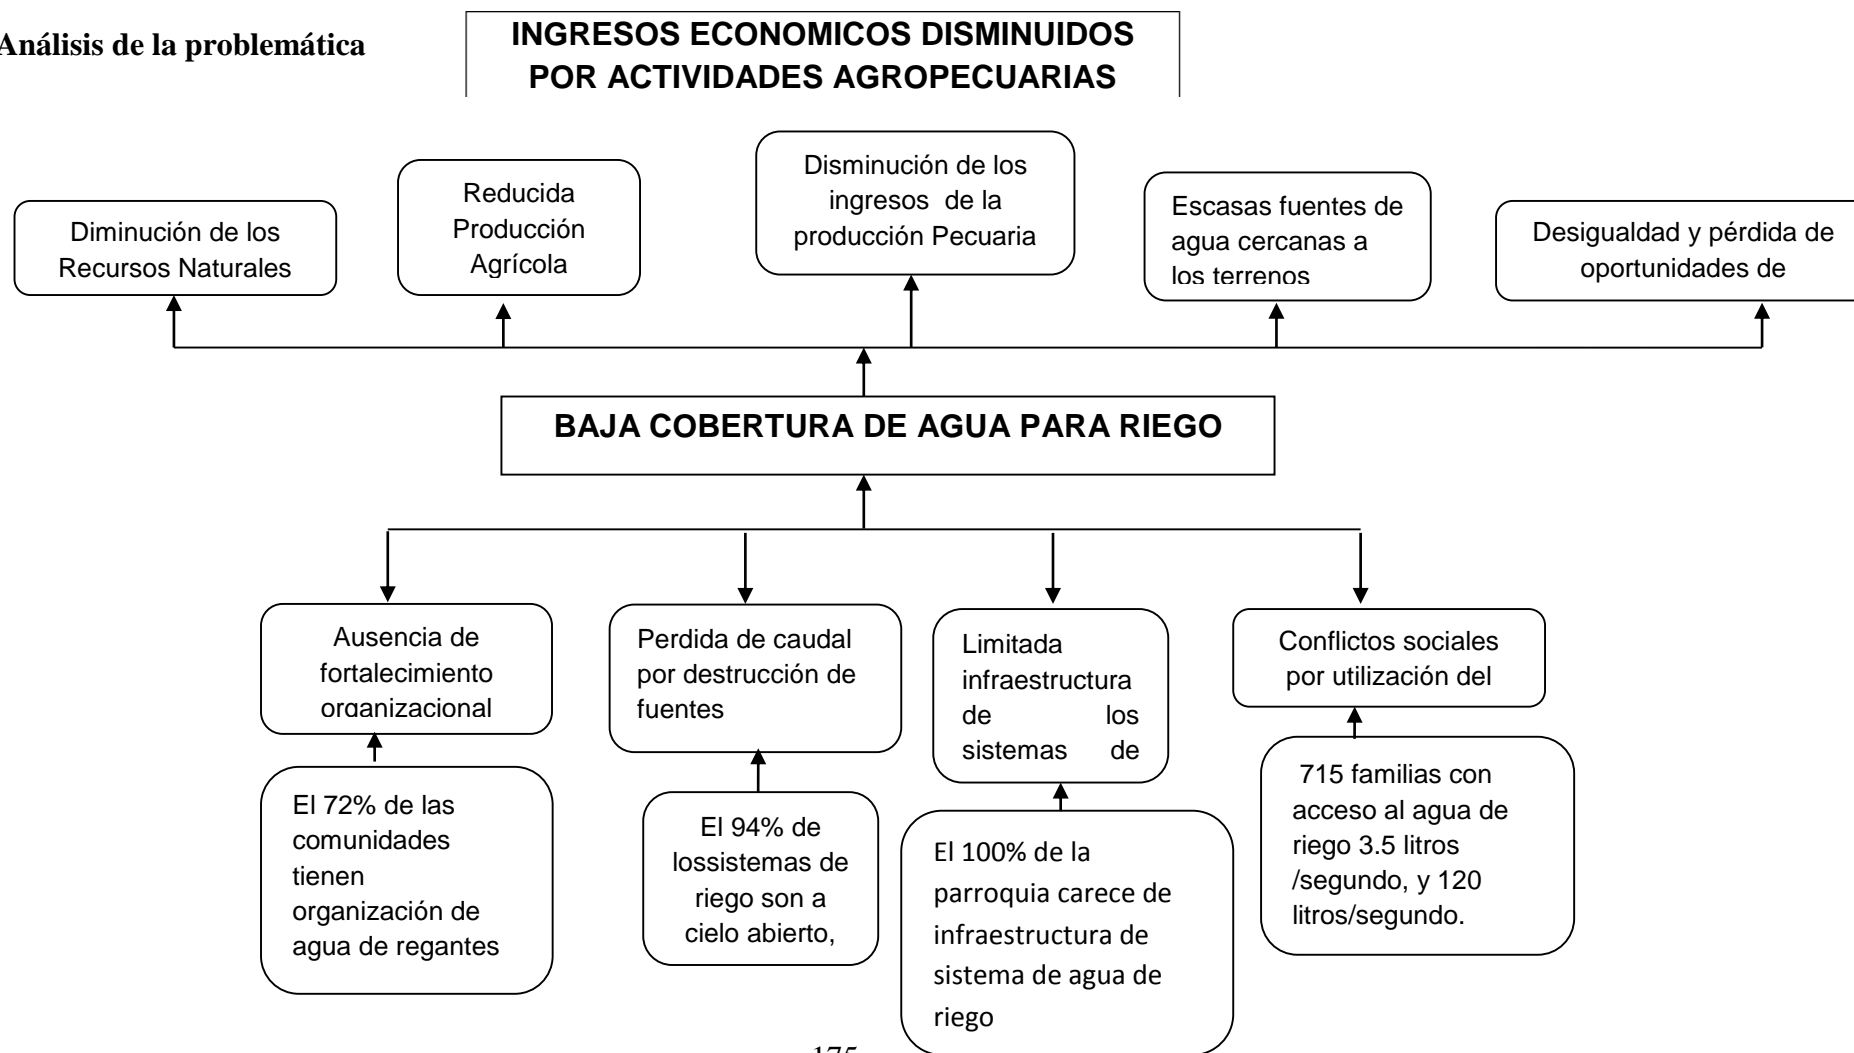 Análisis de la problemática
INGRESOS ECONOMICOS DISMINUIDOS
POR ACTIVIDADES AGROPECUARIAS
Diminución de los
Recursos Naturales
Reducida
Producción
Agrícola
Disminución de los
ingresos de la
producción Pecuaria
Escasas fuentes de
agua cercanas a
los terrenos
Desigualdad y pérdida de
oportunidades de
BAJA COBERTURA DE AGUA PARA RIEGO
Ausencia de
fortalecimiento
organizacional
Perdida de caudal
por destrucción de
fuentes
Limitada
infraestructura
de los
sistemas de
Conflictos sociales
por utilización del
El 72% de las
comunidades
tienen
organización de
agua de regantes
El 94% de
lossistemas de
riego son a
cielo abierto,
El 100% de la
parroquia carece de
infraestructura de
sistema de agua de
riego
715 familias con
acceso al agua de
riego 3.5 litros
/segundo, y 120
litros/segundo.
175